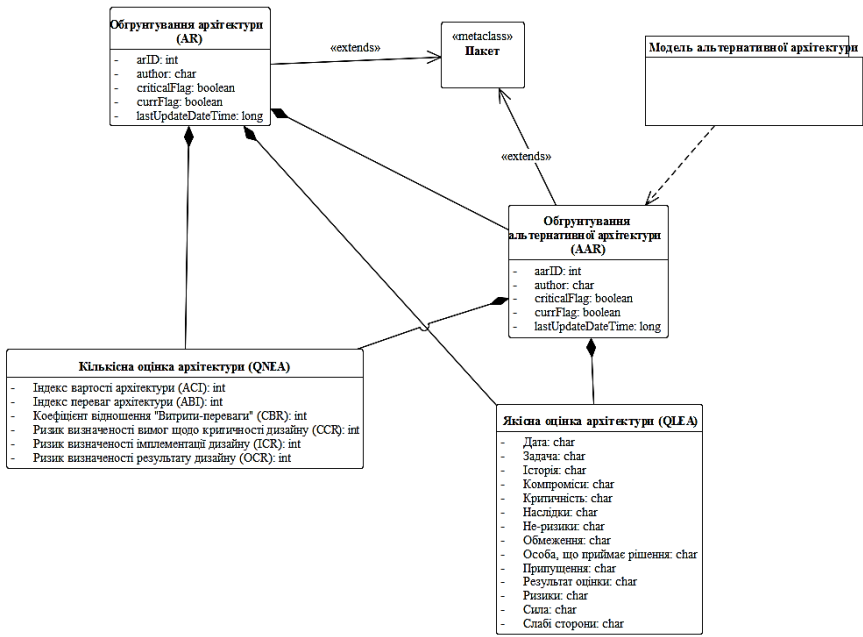 Обгрунтування архітектури
(AR)
- arID: int
- author: char
- criticalFlag: boolean
- currFlag: boolean
- lastUpdateDateTime: long
«extends»
«metaclass»
Пакет
Модель альтернативної архітектури
«extends»
Обгрунтування
альтернативної архітектури
(AAR)
- aarID: int
- author: char
- criticalFlag: boolean
- currFlag: boolean
- lastUpdateDateTime: long
Кількісна оцінка архітектури (QNEA)
- Індекс вартості архітектури (ACI): int
- Індекс переваг архітектури (ABI): int
- Коефіцієнт відношення "Витрити-переваги" (CBR): int
- Ризик визначеності вимог щодо критичності дизайну (CCR): int
- Ризик визначеності імплементації дизайну (ICR): int
- Ризик визначеності результату дизайну (OCR): int
Якісна оцінка архітектури (QLEA)
- Дата: char
- Задача: char
- Історія: char
- Компроміси: char
- Критичність: char
- Наслідки: char
- Не-ризики: char
- Обмеження: char
- Особа, що приймає рішення: char
- Припущення: char
- Результат оцінки: char
- Ризики: char
- Сила: char
- Слабі сторони: char